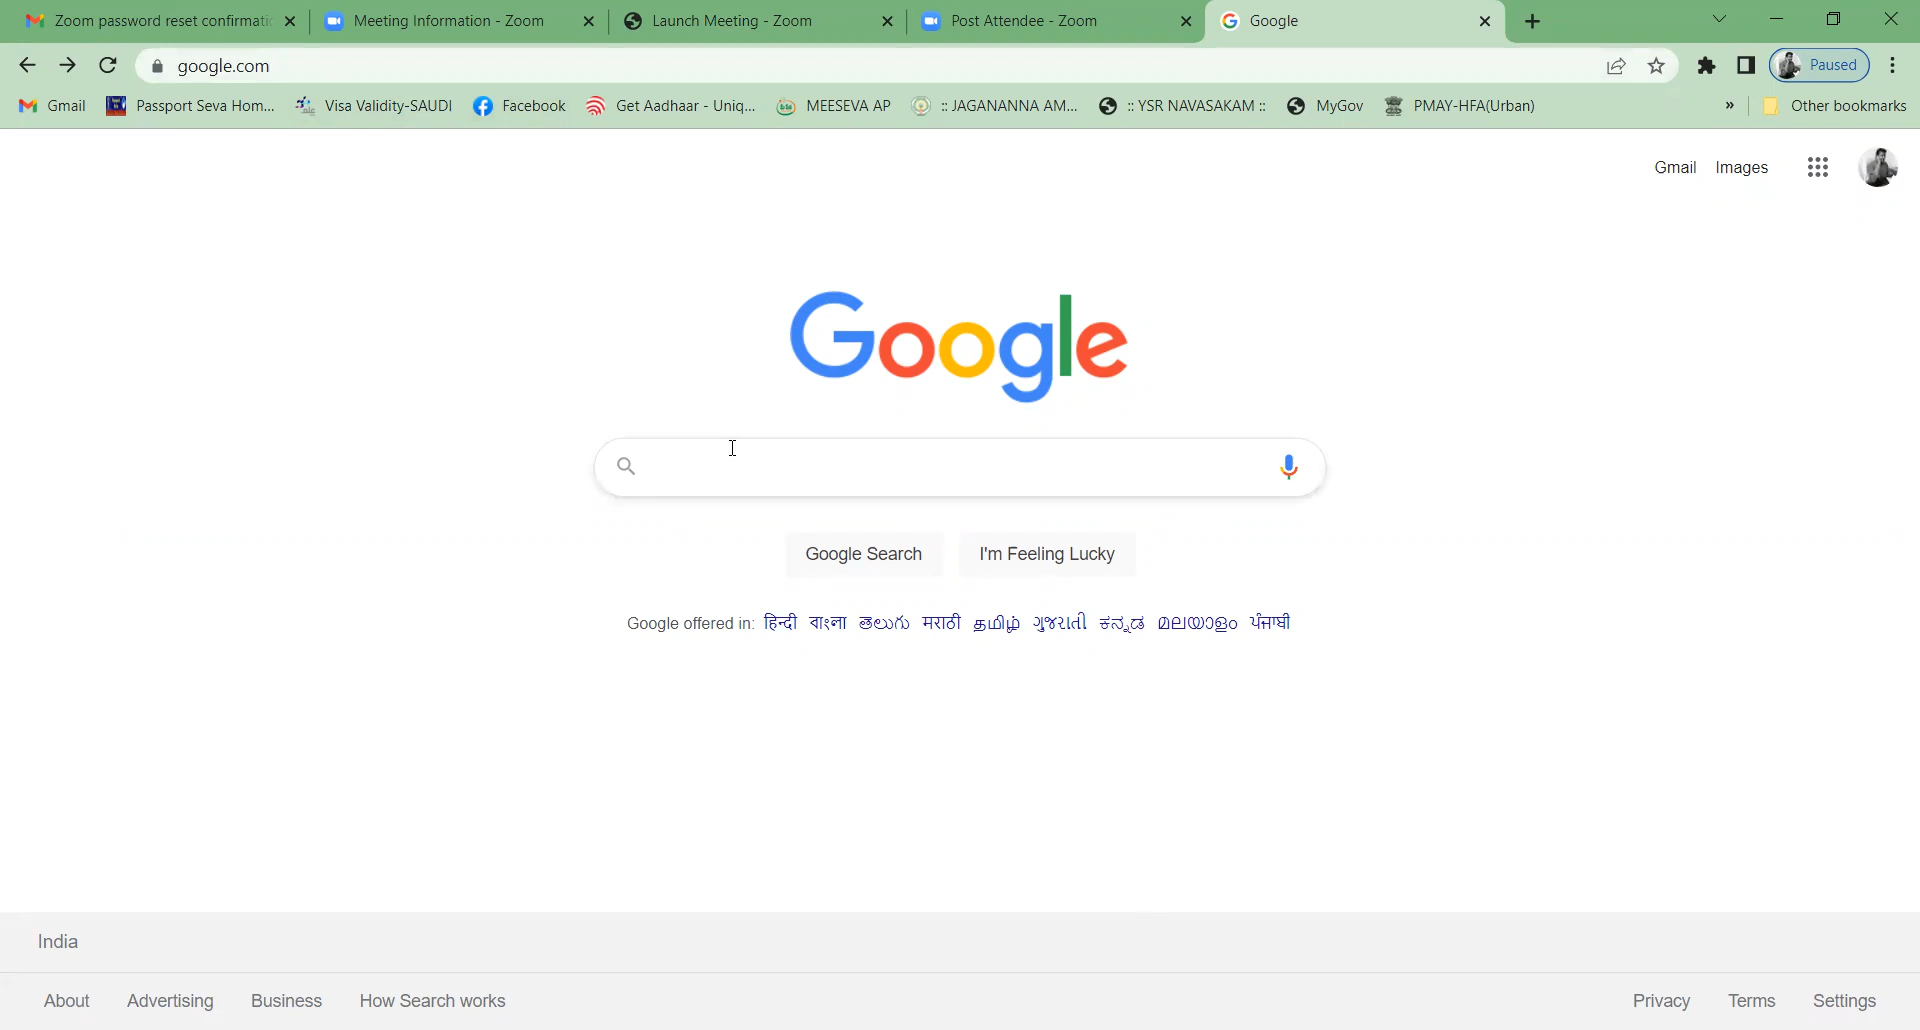 Zoom password reset confirmatic
Meeting Information - Zoom
Launch Meeting - Zoom
Post Attendee - Zoom
Google
google.com
Paused
Gmail
Passport Seva Hom...
Visa Validity-SAUDI
Facebook
Get Aadhaar - Uniq...
MEESEVA AP
:: JAGANANNA AM...
:: YSR NAVASAKAM ::
MyGov
PMAY-HFA(Urban)
»
Other bookmarks
Gmail Images
Google
Google Search
I'm Feeling Lucky
Google offered in: हिन्दी বাংলা తెలుగు मराठी தமிழ் ગુજરાતી ಕನ್ನಡ മലയാളം ਪੰਜਾਬੀ
India
About Advertising Business How Search works
Privacy Terms Settings